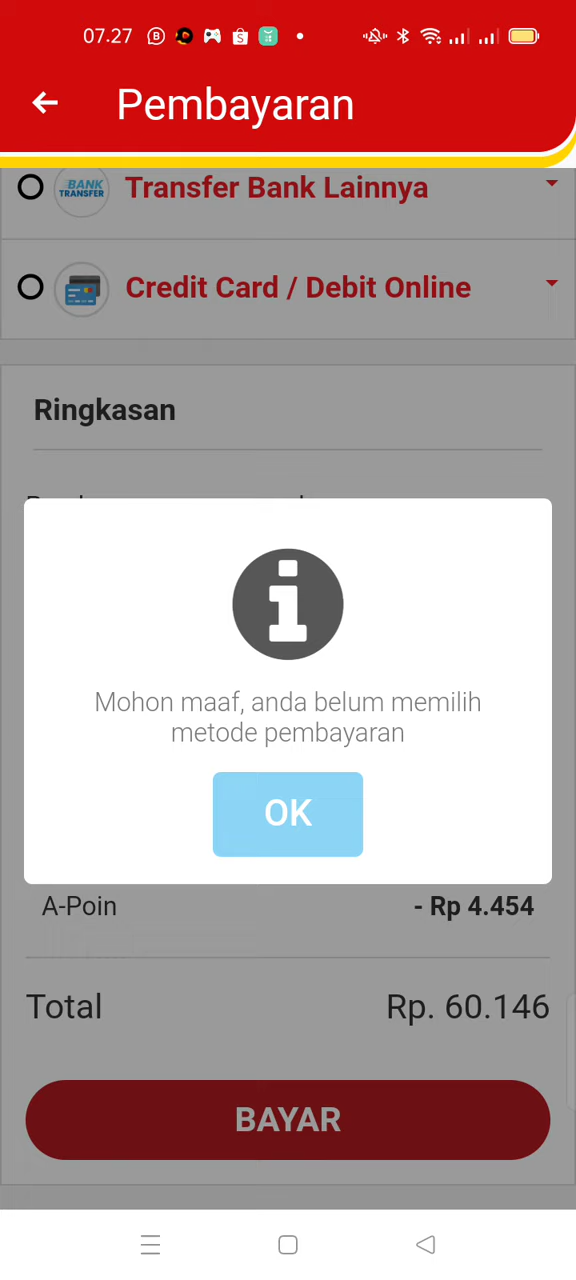 07.27
Pembayaran
BANK
TRANSFER
Transfer Bank Lainnya
Credit Card / Debit Online
Ringkasan
Mohon maaf, anda belum memilih
metode pembayaran
OK
A-Poin - Rp 4.454
Total Rp. 60.146
BAYAR